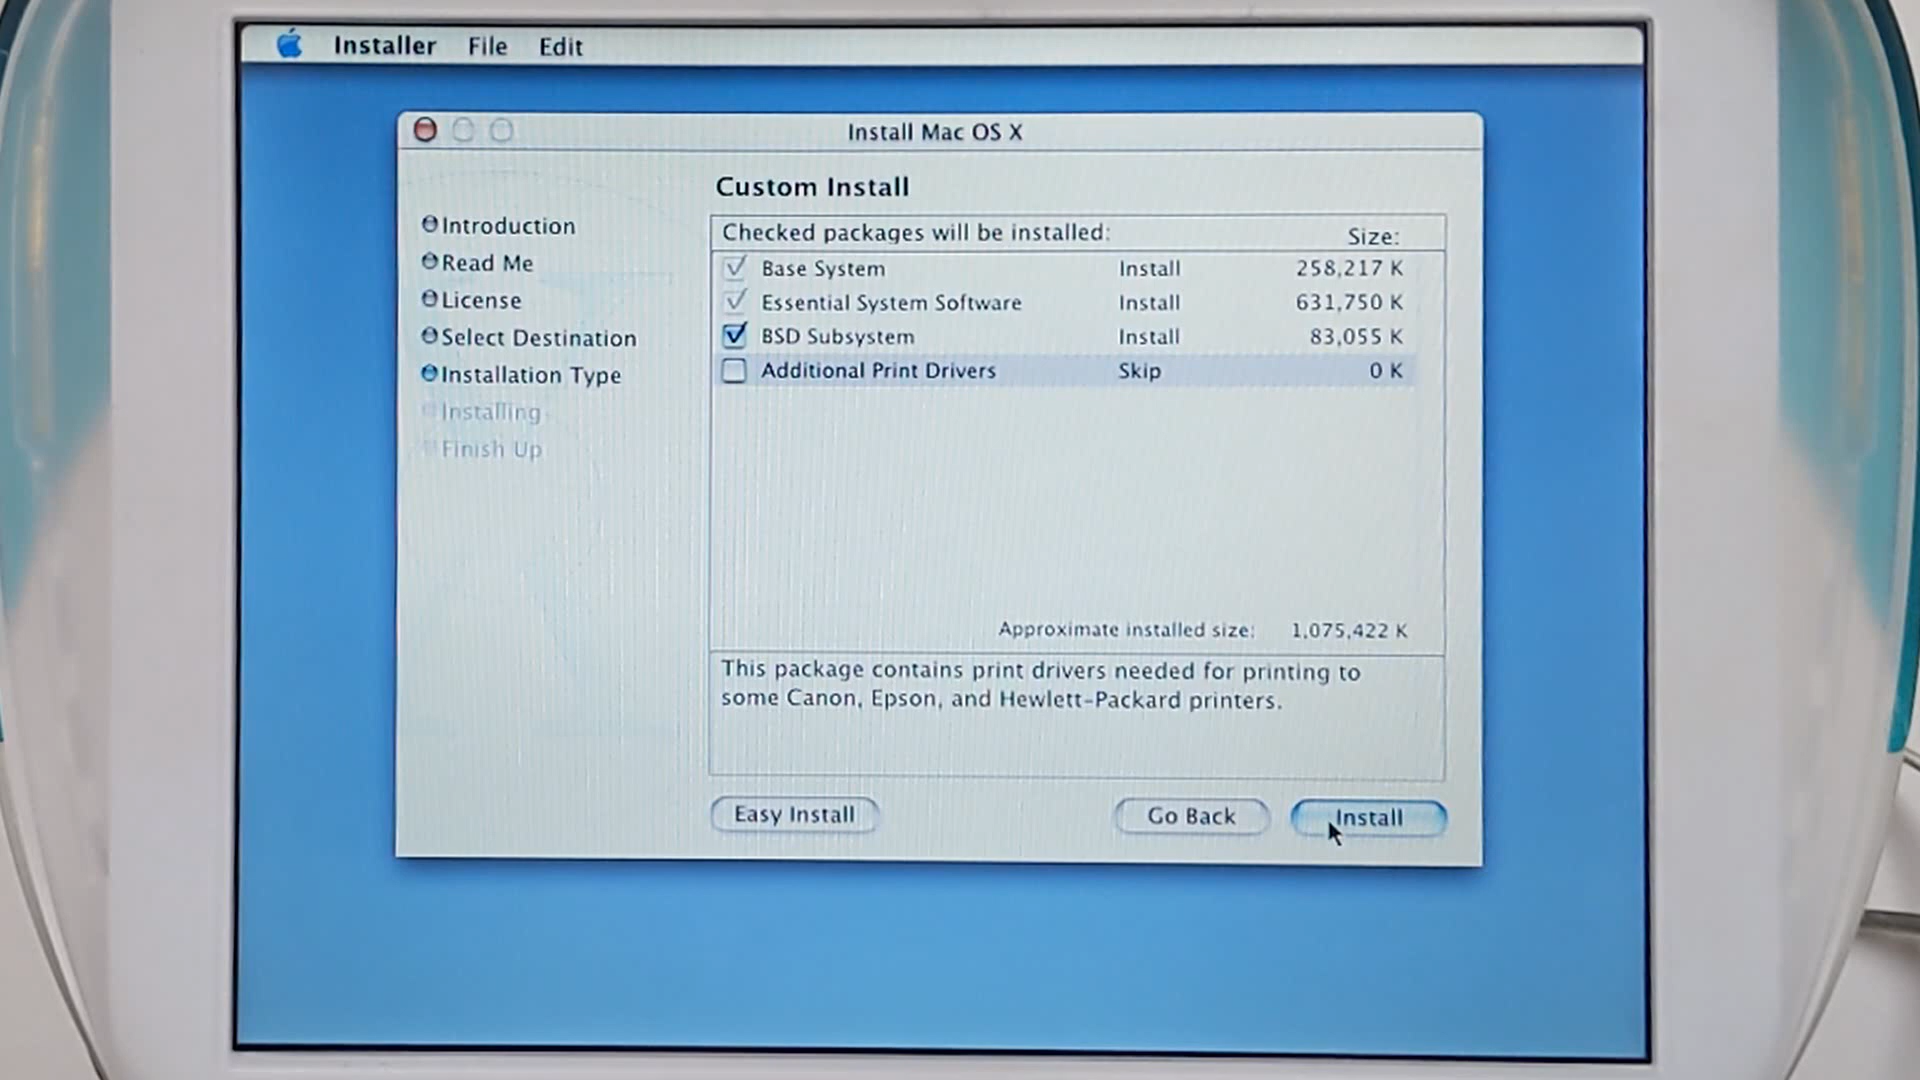 Installer File Edit
Install Mac OS X
Custom Install
Introduction
Read Me
License
Select Destination
Installation Type
Installing
Finish Up
Checked packages will be installed: Size:
Base System Install 258,217 K
Essential System Software Install 631,750 K
BSD Subsystem Install 83,055 K
Additional Print Drivers Skip 0 K
Approximate installed size: 1,075,422 K
This package contains print drivers needed for printing to
some Canon, Epson, and Hewlett-Packard printers.
Easy Install Go Back Install